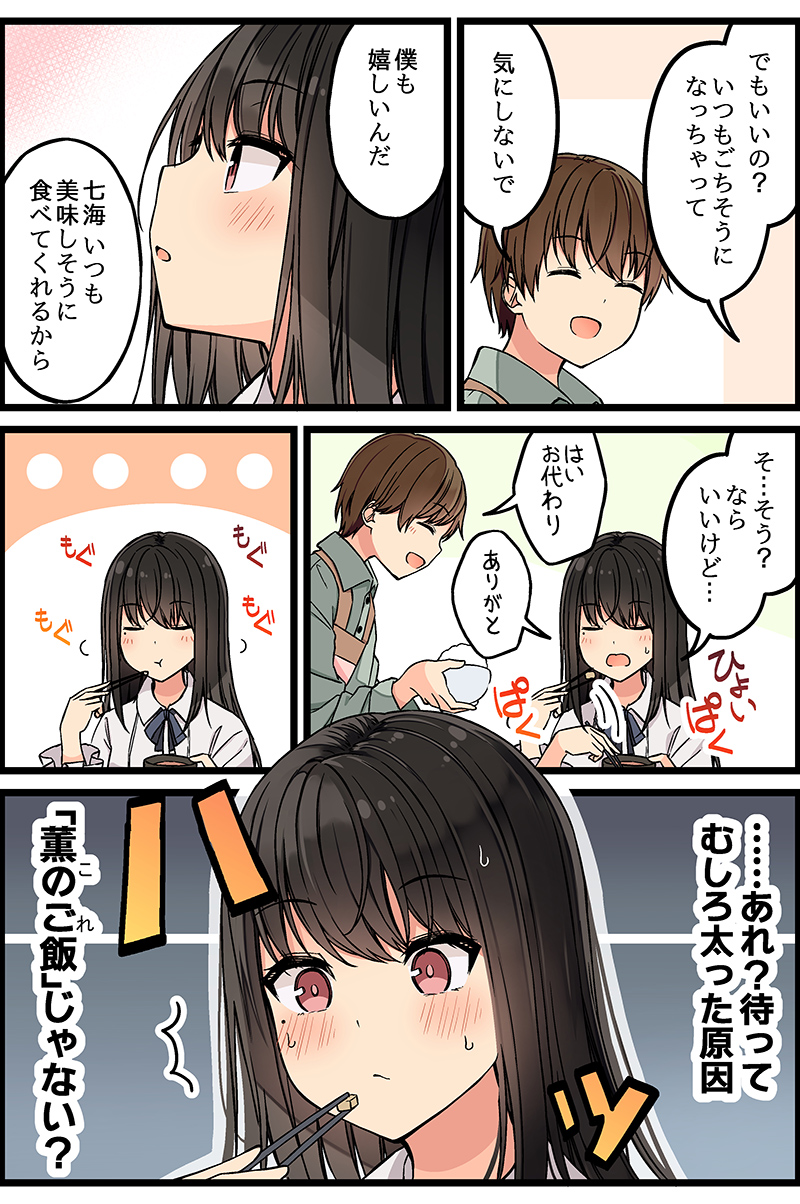 でもいいの？
いつもごちそうに
なっちゃって
気にしないで
僕も
嬉しいんだ
七海 いつも
美味しそうに
食べてくれるから
そ…そう？
なら
いいけど…
はい
お代わり
ありがと
ひょい
ぱく
ぱく
もぐ
もぐ
もぐ
もぐ
……あれ？待って
むしろ太った原因
「薫のご飯」じゃない？
これ